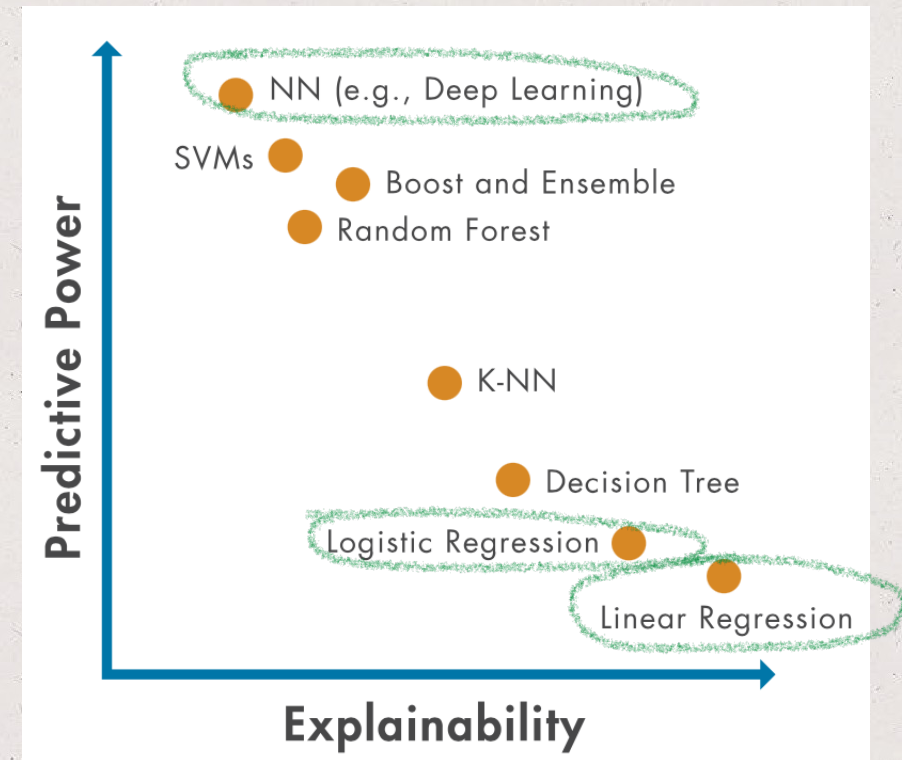 NN (e.g., Deep Learning)
SVMs
Boost and Ensemble
Random Forest
K-NN
Decision Tree
Logistic Regression
Linear Regression
Predictive Power
Explainability